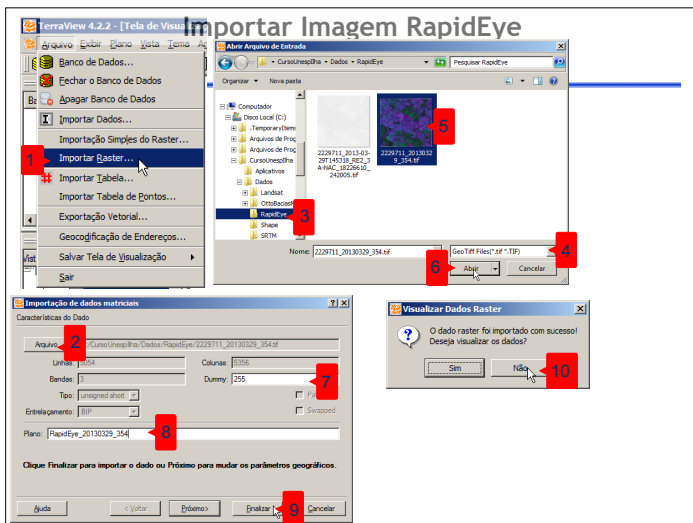 Importar Imagem RapidEye
TerraView 4.2.2 - [Tela de Visual
Arquivo Exibir Plano Vista Tema
Banco de Dados...
Fechar o Banco de Dados
Apagar Banco de Dados
Importar Dados...
Importação Simples do Raster...
1
Importar Raster...
Importar Tabela...
Importar Tabela de Pontos...
Exportação Vetorial...
Geocodificação de Endereços...
Salvar Tela de Visualização
Sair
Abrir Arquivo de Entrada
CursoUnespIlha
Dados
RapidEye
Pesquisar RapidEye
Organizar
Nova pasta
Computador
Disco Local (C:)
.TemporaryItems
Arquivos de Prog
Arquivos de Prog
CursoUnespIlha
Aplicativos
Dados
Landsat
OttoBacias
RapidEye
3
Shape
SRTM
2229711_2013-03-
29T145318_RE2_3
A-NAC_18226610_
242005.tif
5
2229711_2013032
9_354.tif
Nome: 2229711_20130329_354.tif
GeoTiff Files(*.tif *.TIF)
4
6
Abrir
Cancelar
Importação de dados matriciais
Características do Dado
Arquivo
2
/CursoUnespIlha/Dados/RapidEye/2229711_20130329_354.tif
Linhas:
Colunas: 5356
Bandas: 3
Dummy: 255
7
Tipo: unsigned short
Entrelaçamento: BIP
Swapped
Plano: RapidEye_20130329_354
8
Clique Finalizar para importar o dado ou Próximo para mudar os parâmetros geográficos.
Ajuda
< Voltar
Próximo>
Finalizar
9
Cancelar
Visualizar Dados Raster
O dado raster foi importado com sucesso!
Deseja visualizar os dados?
Sim
Não
10